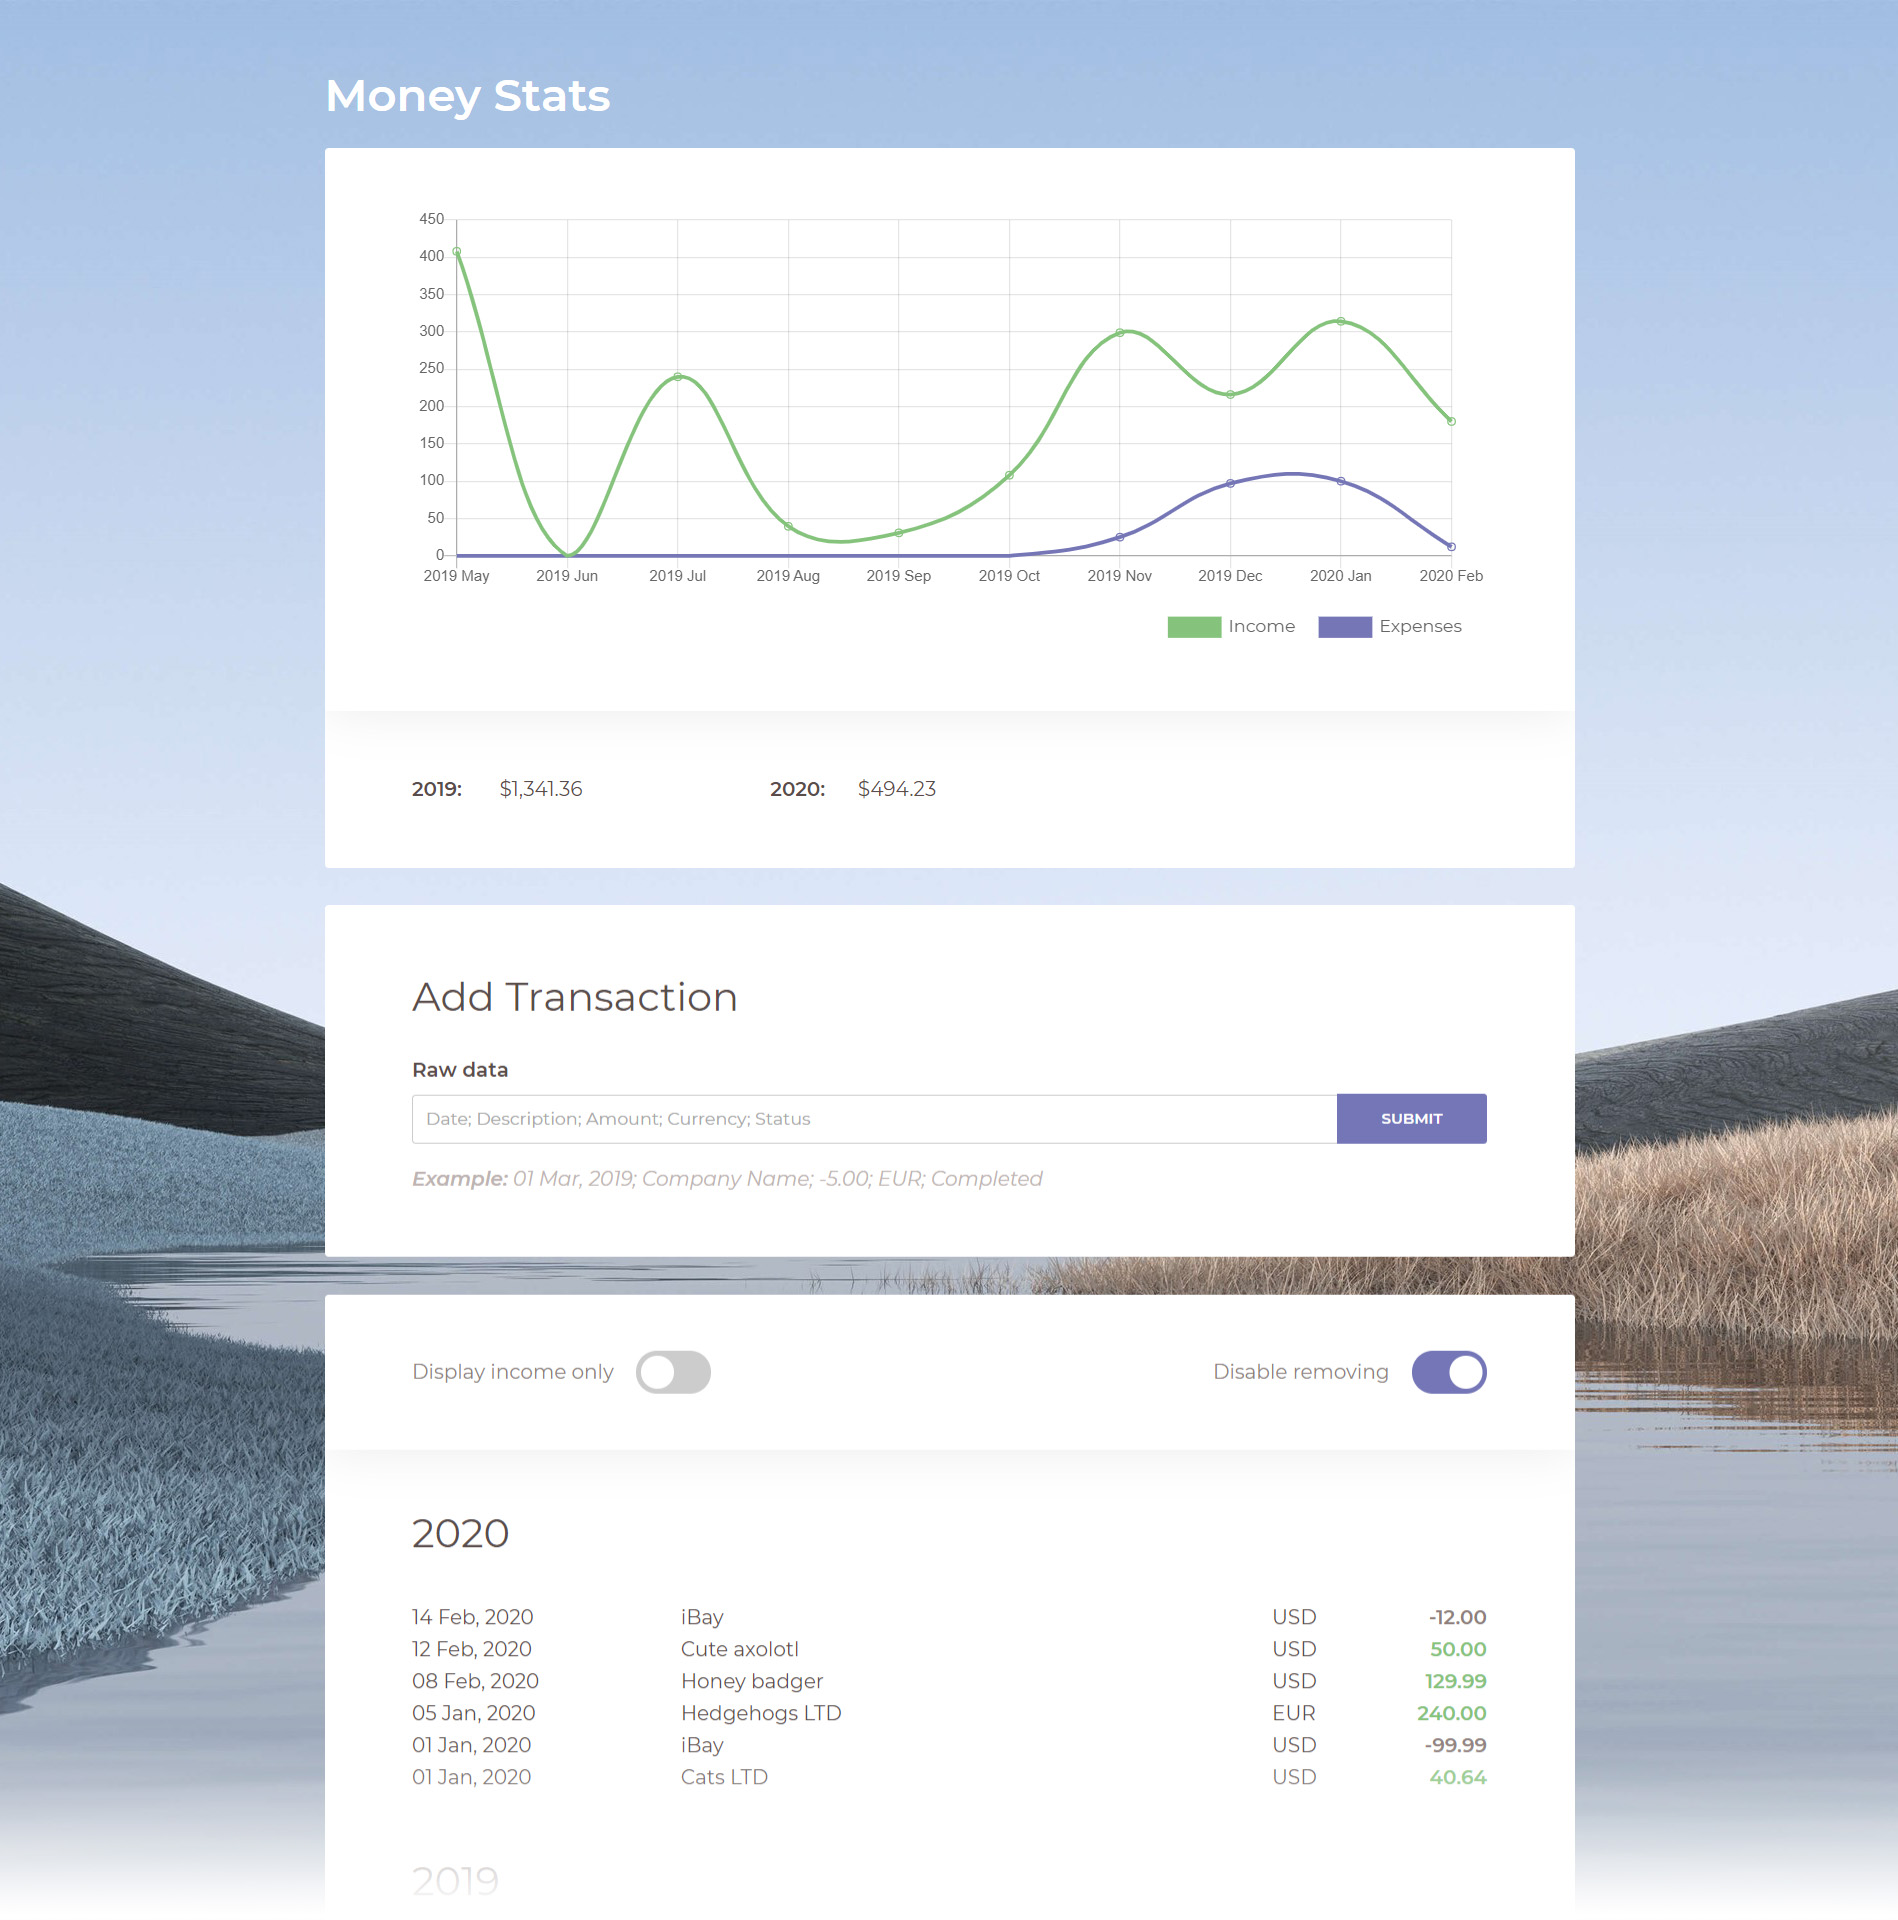 Money Stats
450
400
350
300
250
200
150
100
50
0
2019 May 2019 Jun 2019 Jul 2019 Aug 2019 Sep 2019 Oct 2019 Nov 2019 Dec 2020 Jan 2020 Feb
Income Expenses
2019: $1,341.36 2020: $494.23
Add Transaction
Raw data
Date; Description; Amount; Currency; Status SUBMIT
Example: 01 Mar, 2019; Company Name; -5.00; EUR; Completed
Display income only Disable removing
2020
14 Feb, 2020 iBay USD -12.00
12 Feb, 2020 Cute axolotl USD 50.00
08 Feb, 2020 Honey badger USD 129.99
05 Jan, 2020 Hedgehogs LTD EUR 240.00
01 Jan, 2020 iBay USD -99.99
01 Jan, 2020 Cats LTD USD 40.64
2019